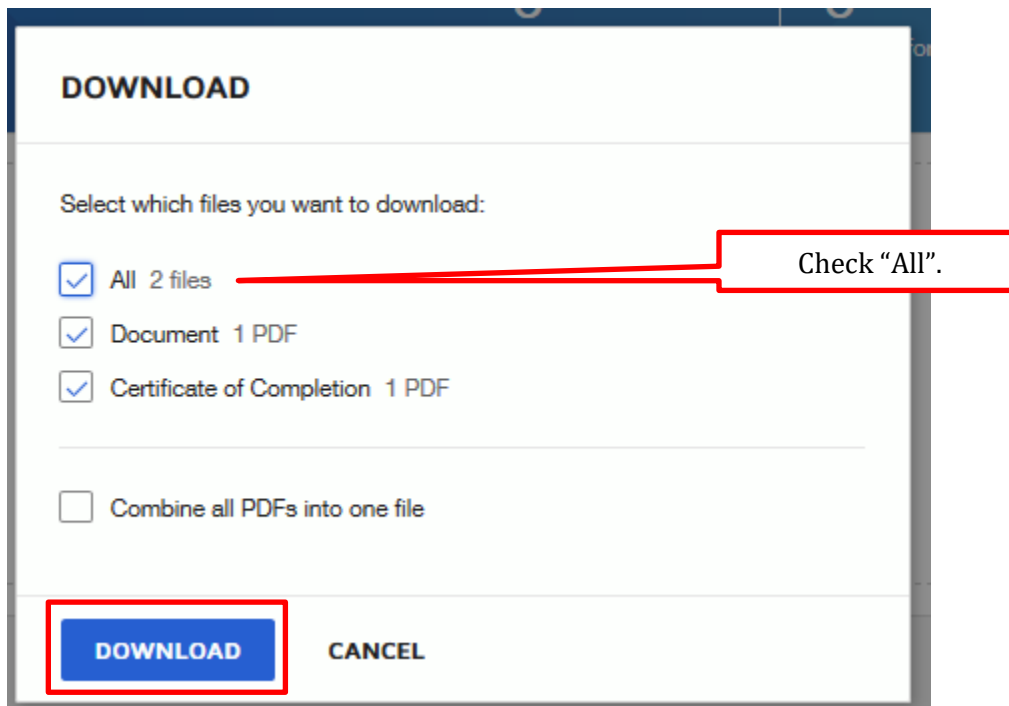 for
DOWNLOAD
Select which files you want to download:
All 2 files
Check “All”.
Document 1 PDF
Certificate of Completion 1 PDF
Combine all PDFs into one file
DOWNLOAD CANCEL